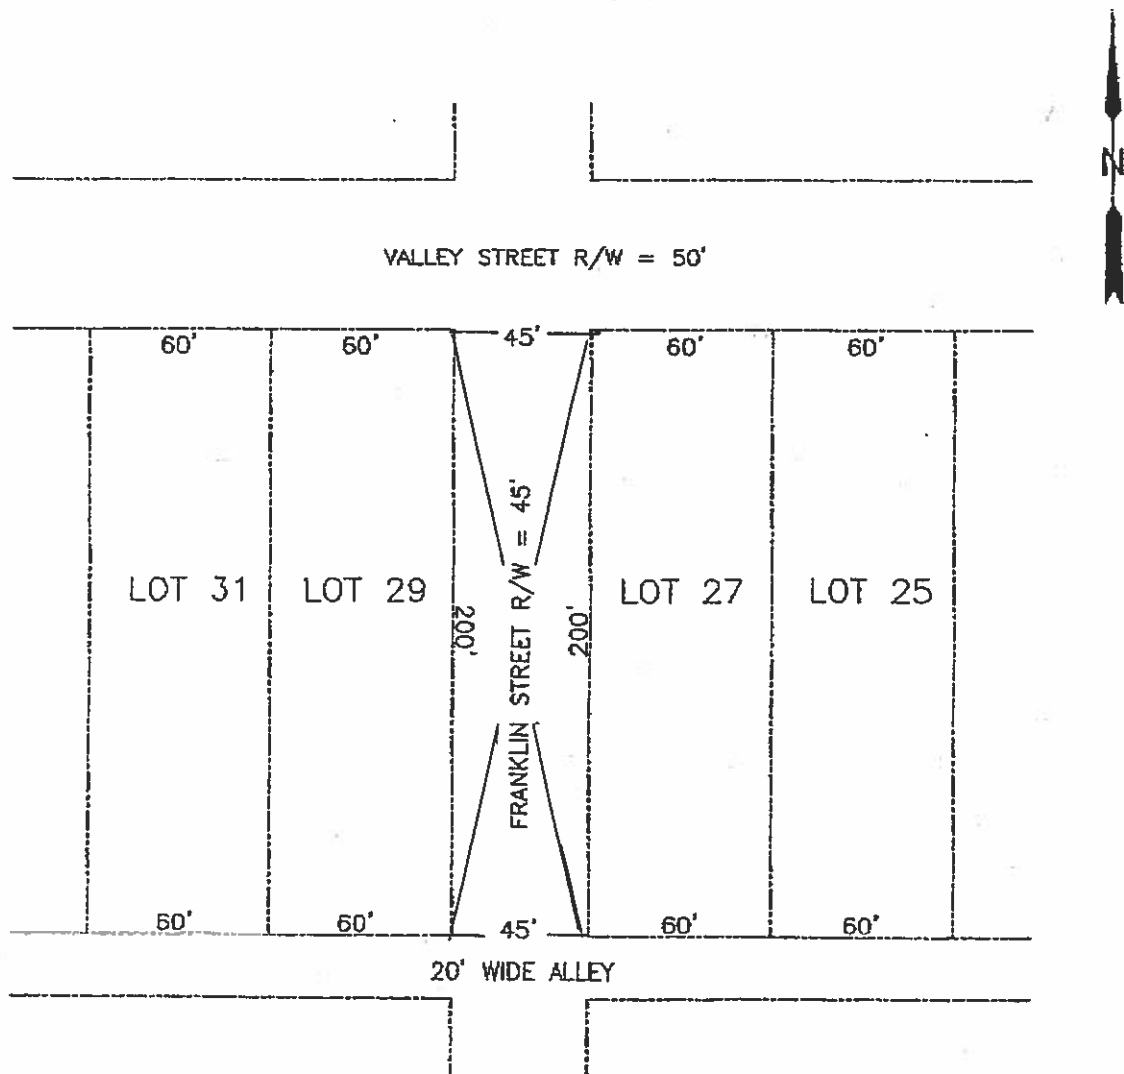 N
VALLEY STREET R/W = 50'
60'
60'
45'
60'
60'
LOT 31
LOT 29
200'
FRANKLIN STREET R/W = 45'
200'
LOT 27
LOT 25
60'
60'
45'
60'
60'
20' WIDE ALLEY